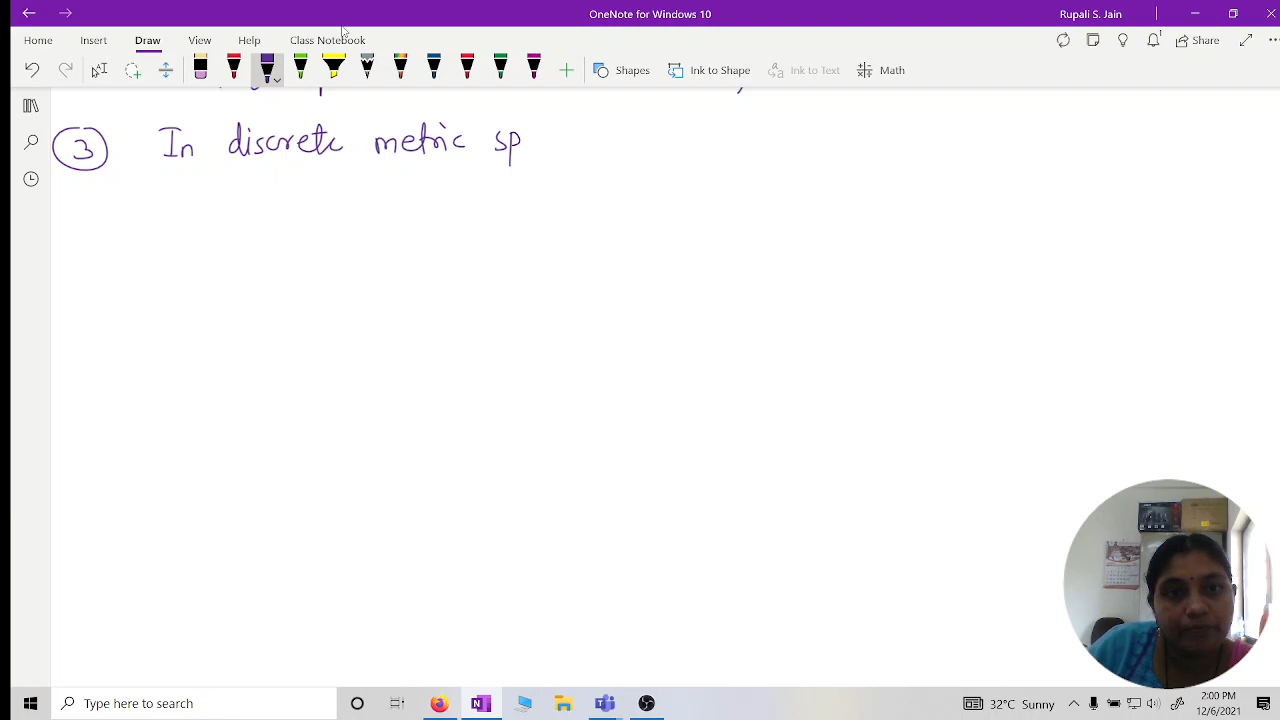 OneNote for Windows 10
Rupali S. Jain
Home Insert Draw View Help Class Notebook
Share
Shapes Ink to Shape Ink to Text Math
3 In discrete metric sp
Type here to search
32°C Sunny
2:00 PM
12/6/2021